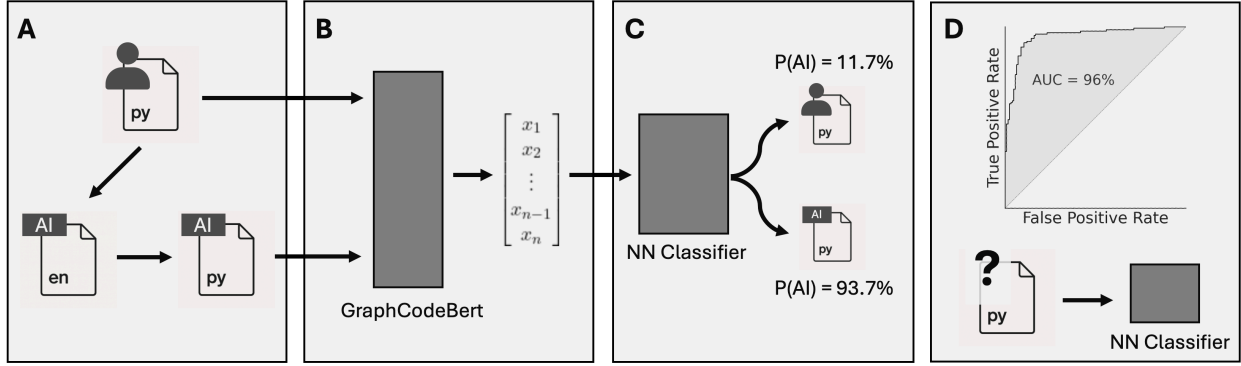 A
py
AI
en
AI
py
B
GraphCodeBert
x1
x2
⋮
xn−1
xn
C
P(AI) = 11.7%
py
NN Classifier
AI
py
P(AI) = 93.7%
D
True Positive Rate
AUC = 96%
False Positive Rate
?
py
NN Classifier